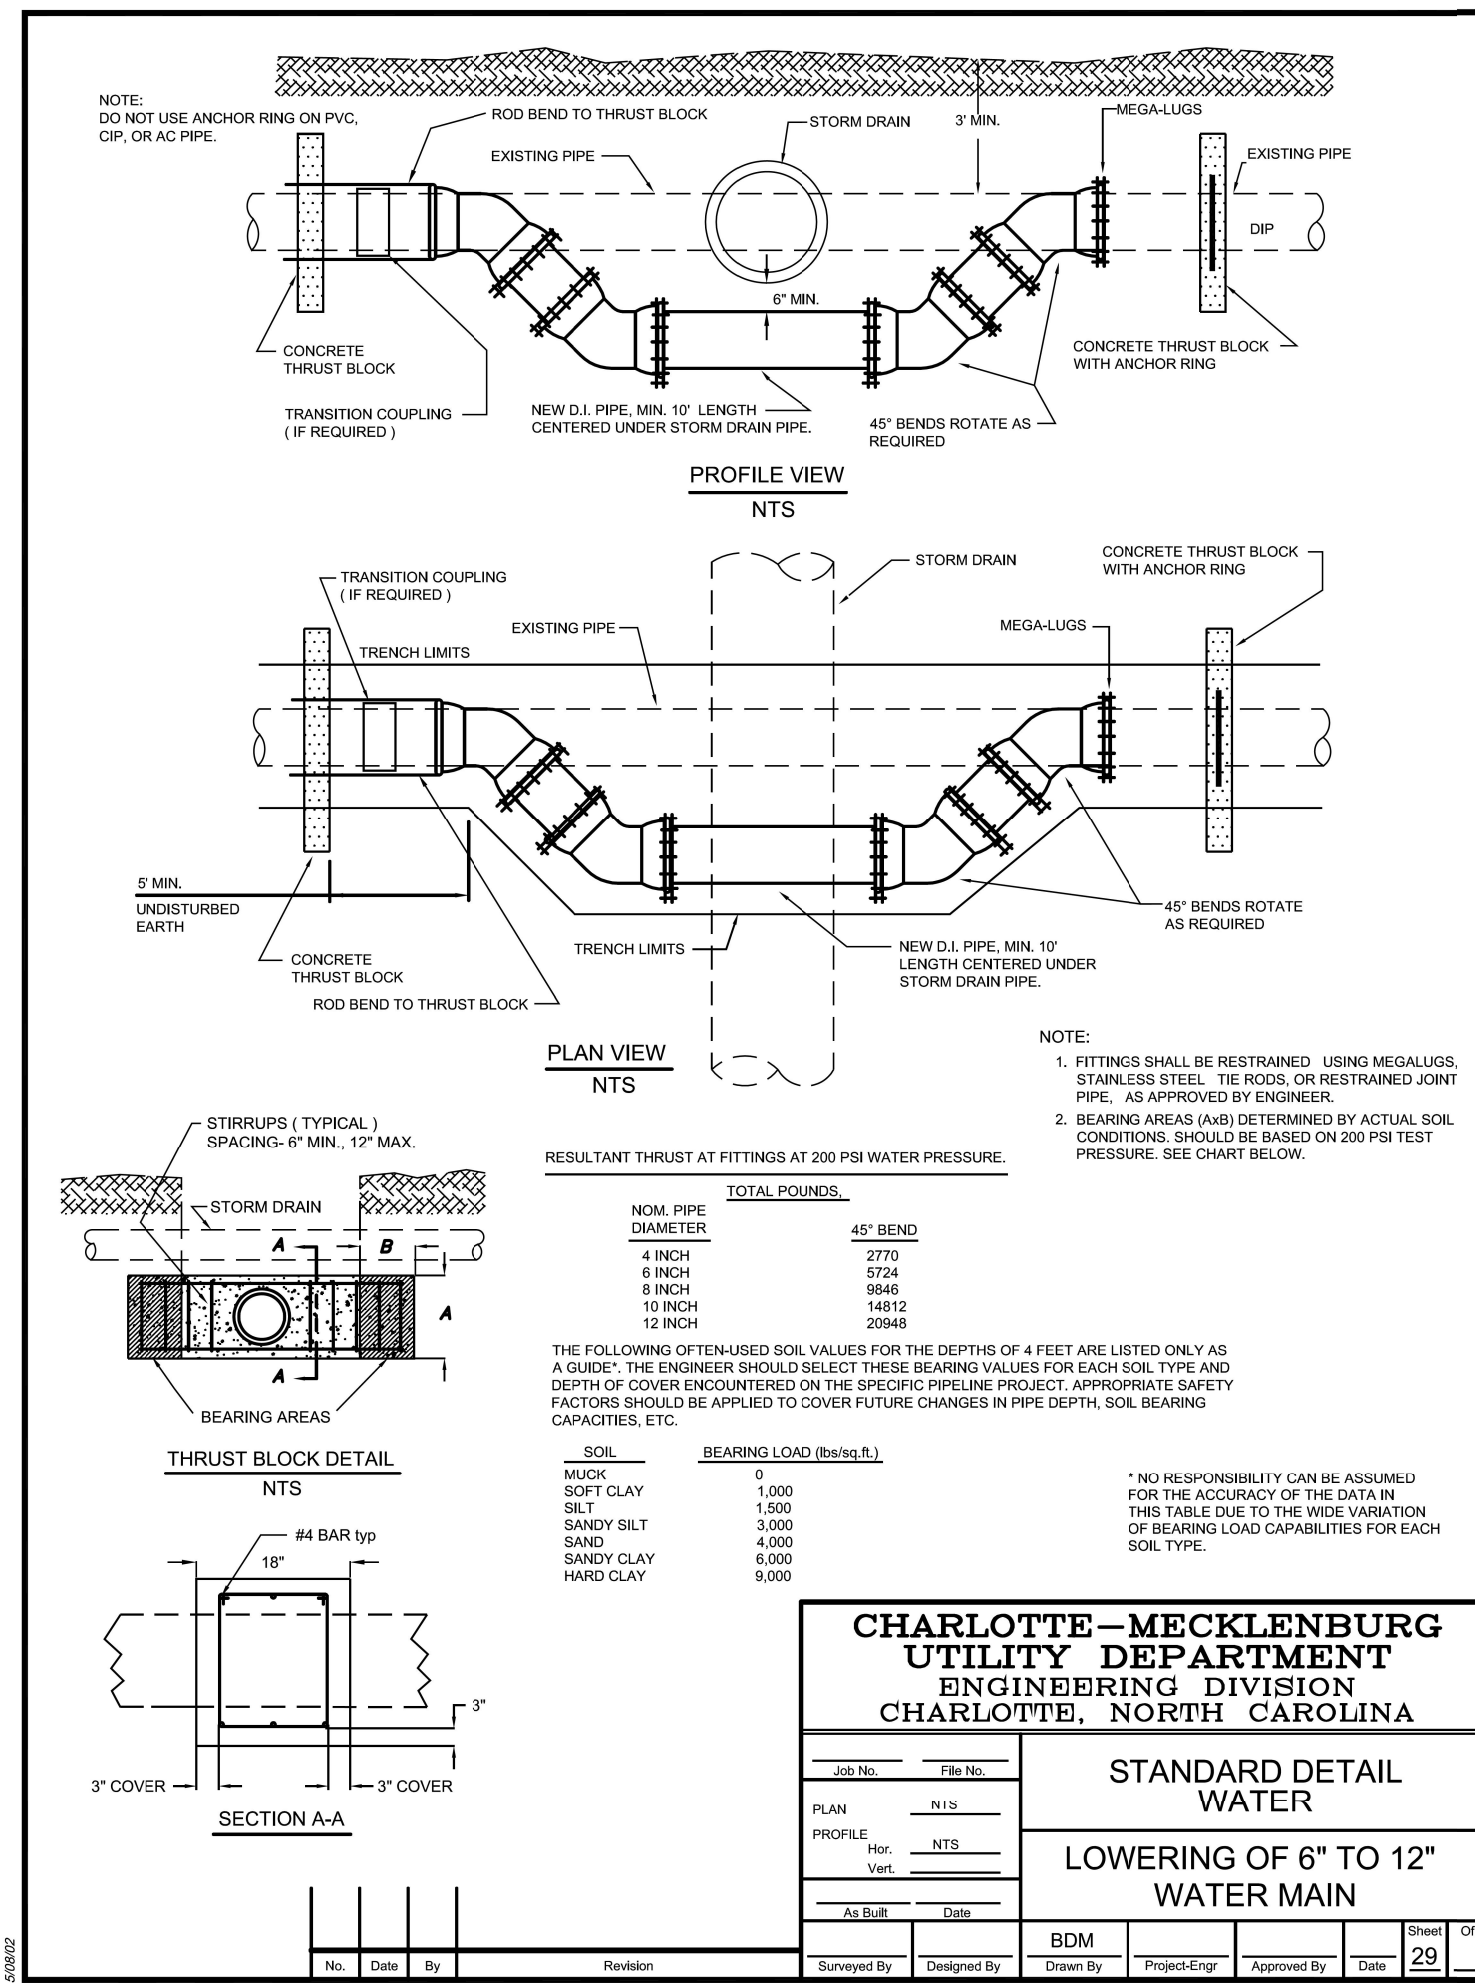 NOTE:
DO NOT USE ANCHOR RING ON PVC,
CIP, OR AC PIPE.
ROD BEND TO THRUST BLOCK
EXISTING PIPE
STORM DRAIN
3' MIN.
MEGA-LUGS
EXISTING PIPE
DIP
6" MIN.
CONCRETE
THRUST BLOCK
TRANSITION COUPLING
( IF REQUIRED )
NEW D.I. PIPE, MIN. 10' LENGTH
CENTERED UNDER STORM DRAIN PIPE.
45° BENDS ROTATE AS
REQUIRED
CONCRETE THRUST BLOCK
WITH ANCHOR RING
PROFILE VIEW
NTS
TRANSITION COUPLING
( IF REQUIRED )
EXISTING PIPE
TRENCH LIMITS
STORM DRAIN
CONCRETE THRUST BLOCK
WITH ANCHOR RING
MEGA-LUGS
5' MIN.
UNDISTURBED
EARTH
CONCRETE
THRUST BLOCK
ROD BEND TO THRUST BLOCK
TRENCH LIMITS
NEW D.I. PIPE, MIN. 10'
LENGTH CENTERED UNDER
STORM DRAIN PIPE.
45° BENDS ROTATE
AS REQUIRED
PLAN VIEW
NTS
NOTE:
1. FITTINGS SHALL BE RESTRAINED USING MEGALUGS,
STAINLESS STEEL TIE RODS, OR RESTRAINED JOINT
PIPE, AS APPROVED BY ENGINEER.
2. BEARING AREAS (AxB) DETERMINED BY ACTUAL SOIL
CONDITIONS. SHOULD BE BASED ON 200 PSI TEST
PRESSURE. SEE CHART BELOW.
STIRRUPS ( TYPICAL )
SPACING- 6" MIN., 12" MAX.
STORM DRAIN
A
B
A
A
BEARING AREAS
THRUST BLOCK DETAIL
NTS
RESULTANT THRUST AT FITTINGS AT 200 PSI WATER PRESSURE.
TOTAL POUNDS,
NOM. PIPE
DIAMETER 45° BEND
4 INCH 2770
6 INCH 5724
8 INCH 9846
10 INCH 14812
12 INCH 20948
THE FOLLOWING OFTEN-USED SOIL VALUES FOR THE DEPTHS OF 4 FEET ARE LISTED ONLY AS
A GUIDE*. THE ENGINEER SHOULD SELECT THESE BEARING VALUES FOR EACH SOIL TYPE AND
DEPTH OF COVER ENCOUNTERED ON THE SPECIFIC PIPELINE PROJECT. APPROPRIATE SAFETY
FACTORS SHOULD BE APPLIED TO COVER FUTURE CHANGES IN PIPE DEPTH, SOIL BEARING
CAPACITIES, ETC.
SOIL BEARING LOAD (lbs/sq.ft.)
MUCK 0
SOFT CLAY 1,000
SILT 1,500
SANDY SILT 3,000
SAND 4,000
SANDY CLAY 6,000
HARD CLAY 9,000
* NO RESPONSIBILITY CAN BE ASSUMED
FOR THE ACCURACY OF THE DATA IN
THIS TABLE DUE TO THE WIDE VARIATION
OF BEARING LOAD CAPABILITIES FOR EACH
SOIL TYPE.
#4 BAR typ
18"
3"
3" COVER
3" COVER
SECTION A-A
CHARLOTTE-MECKLENBURG
UTILITY DEPARTMENT
ENGINEERING DIVISION
CHARLOTTE, NORTH CAROLINA
Job No. File No.
PLAN NTS
PROFILE
Hor. NTS
Vert.
As Built Date
STANDARD DETAIL
WATER
LOWERING OF 6" TO 12"
WATER MAIN
Surveyed By
Designed By
BDM
Drawn By
Project-Engr
Approved By
Date
Sheet
29
Of
No. Date By Revision
5/08/02